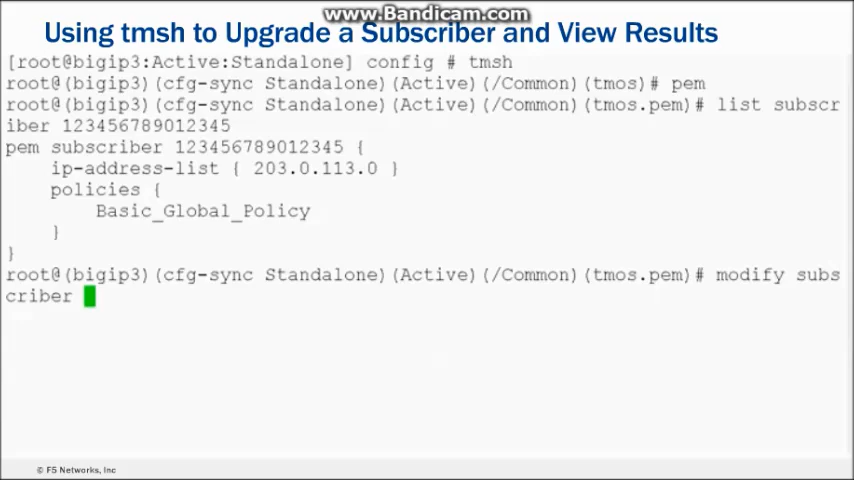 www.Bandicam.com
Using tmsh to Upgrade a Subscriber and View Results
[root@bigip3:Active:Standalone] config # tmsh
root@(bigip3)(cfg-sync Standalone)(Active)(/Common)(tmos)# pem
root@(bigip3)(cfg-sync Standalone)(Active)(/Common)(tmos.pem)# list subscr
iber 123456789012345
pem subscriber 123456789012345 {
    ip-address-list { 203.0.113.0 }
    policies {
        Basic_Global_Policy
    }
}
root@(bigip3)(cfg-sync Standalone)(Active)(/Common)(tmos.pem)# modify subs
criber
© F5 Networks, Inc